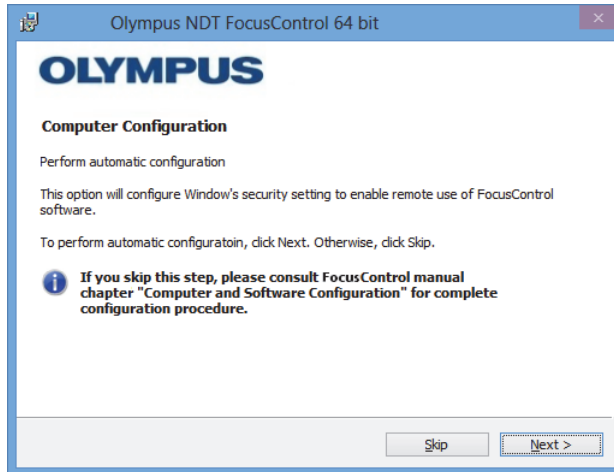 Olympus NDT FocusControl 64 bit
OLYMPUS
Computer Configuration
Perform automatic configuration
This option will configure Window's security setting to enable remote use of FocusControl
software.
To perform automatic configuratoin, click Next. Otherwise, click Skip.
If you skip this step, please consult FocusControl manual
chapter "Computer and Software Configuration" for complete
configuration procedure.
Skip
Next >